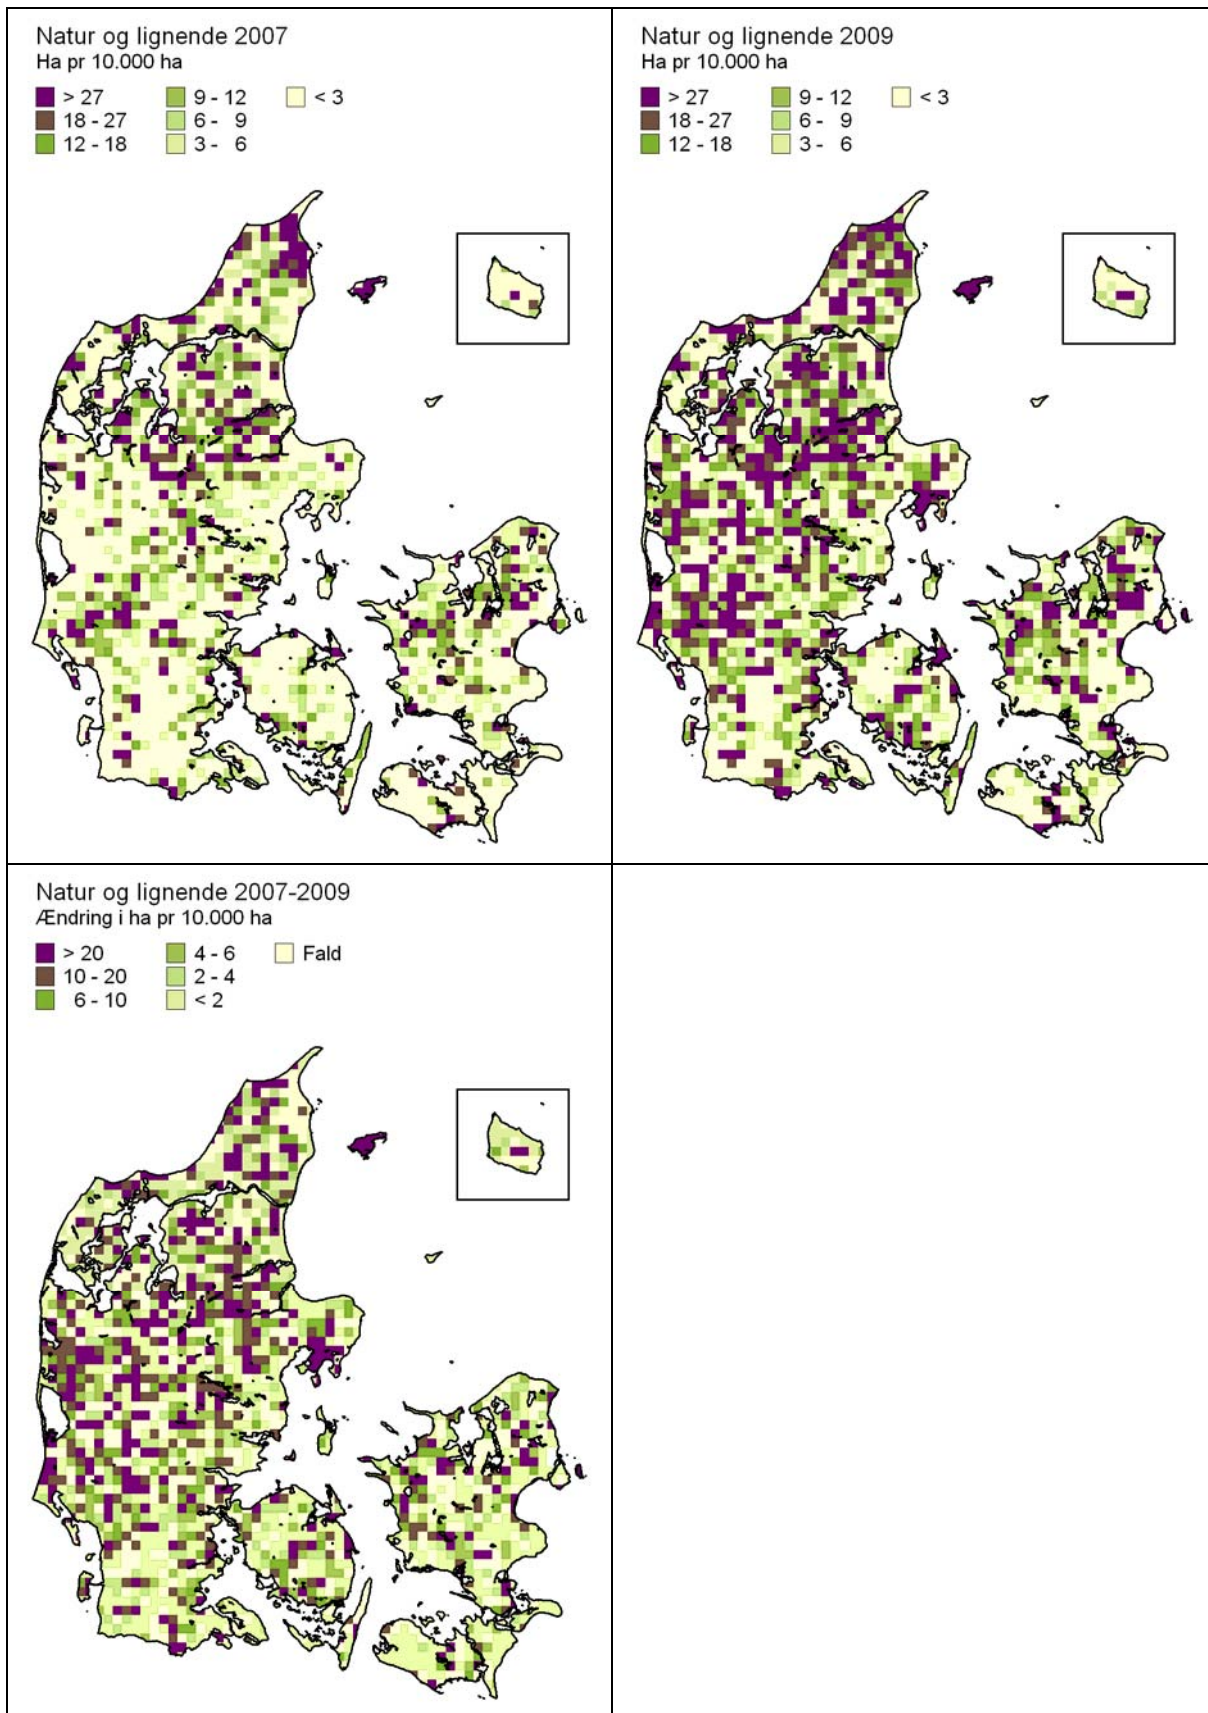 Natur og lignende 2007
Ha pr 10.000 ha
> 27 9 - 12 < 3
18 - 27 6 - 9
12 - 18 3 - 6
Natur og lignende 2009
Ha pr 10.000 ha
> 27 9 - 12 < 3
18 - 27 6 - 9
12 - 18 3 - 6
Natur og lignende 2007-2009
Ændring i ha pr 10.000 ha
> 20 4 - 6 Fald
10 - 20 2 - 4
6 - 10 < 2